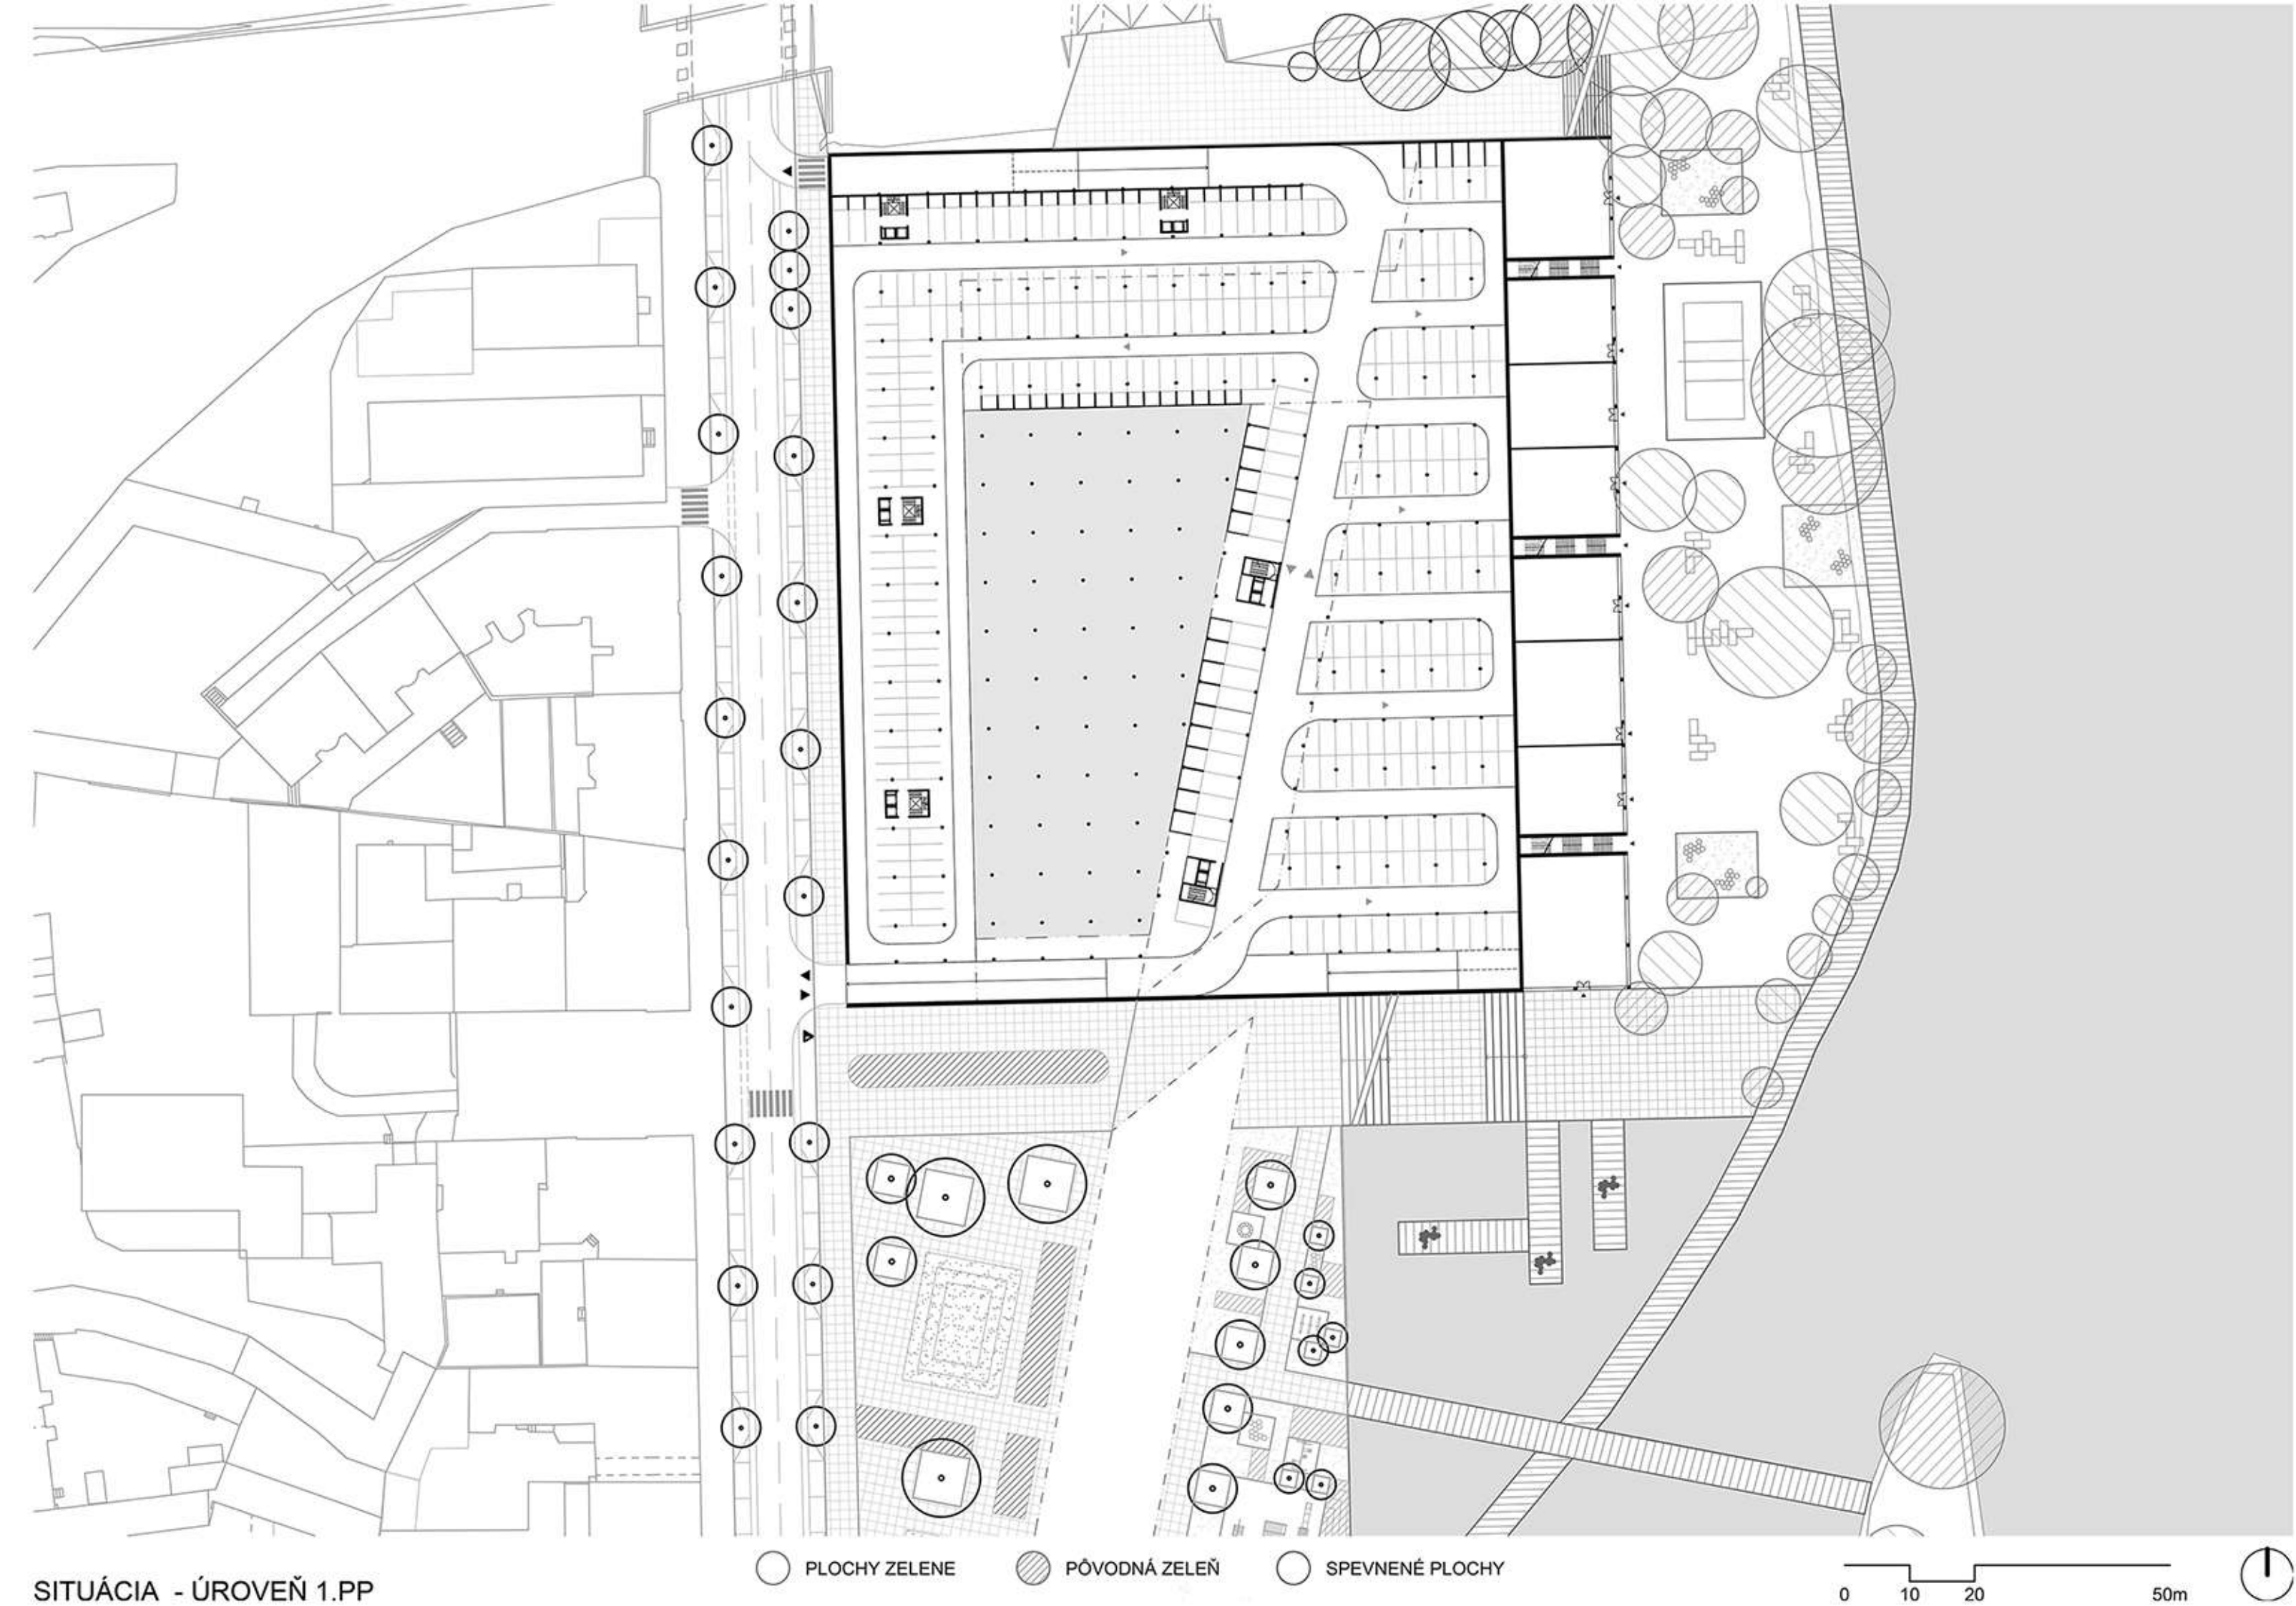 PLOCHY ZELENE
PÔVODNÁ ZELEŇ
SPEVNENÉ PLOCHY
SITUÁCIA - ÚROVEŇ 1.PP
0 10 20 50m